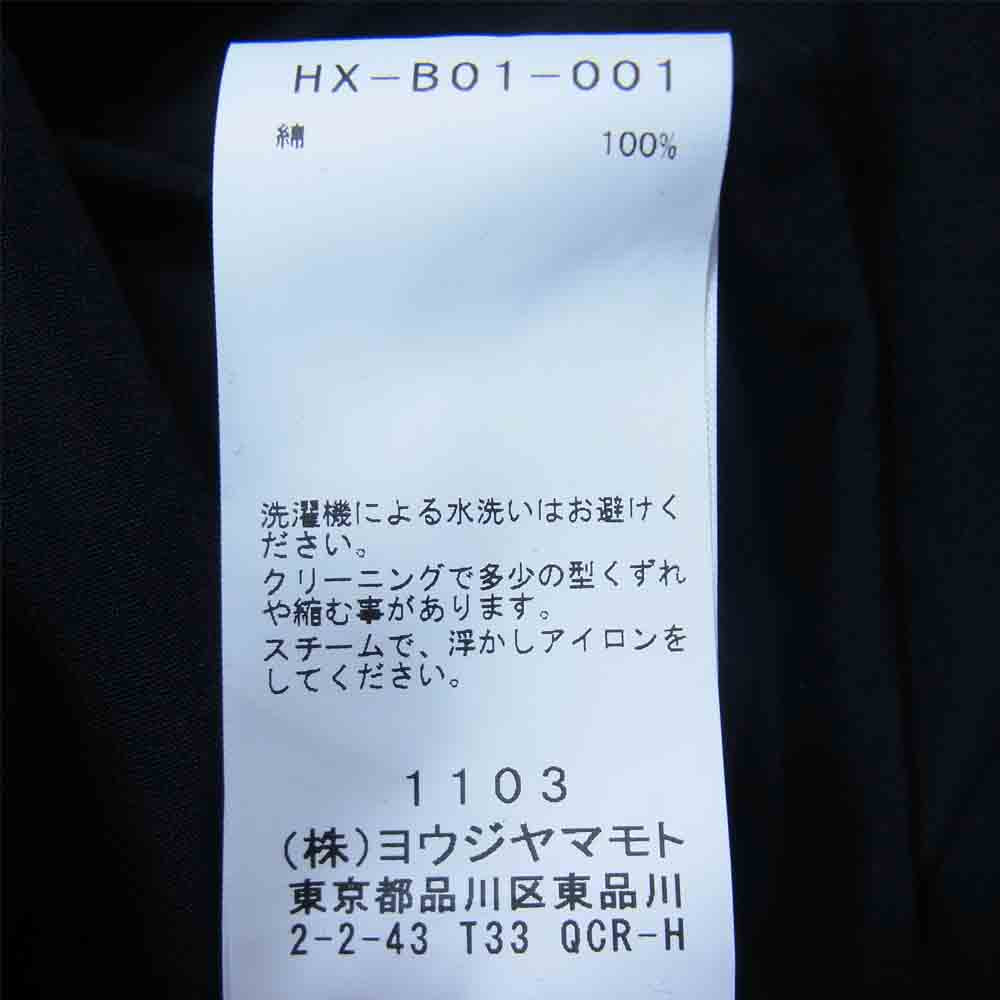 HX-B01-001
綿 100%
洗濯機による水洗いはお避けく
ださい。
クリーニングで多少の型くずれ
や縮む事があります。
スチームで、浮かしアイロンを
してください。
1103
(株)ヨウジヤマモト
東京都品川区東品川
2-2-43 T33 QCR-H